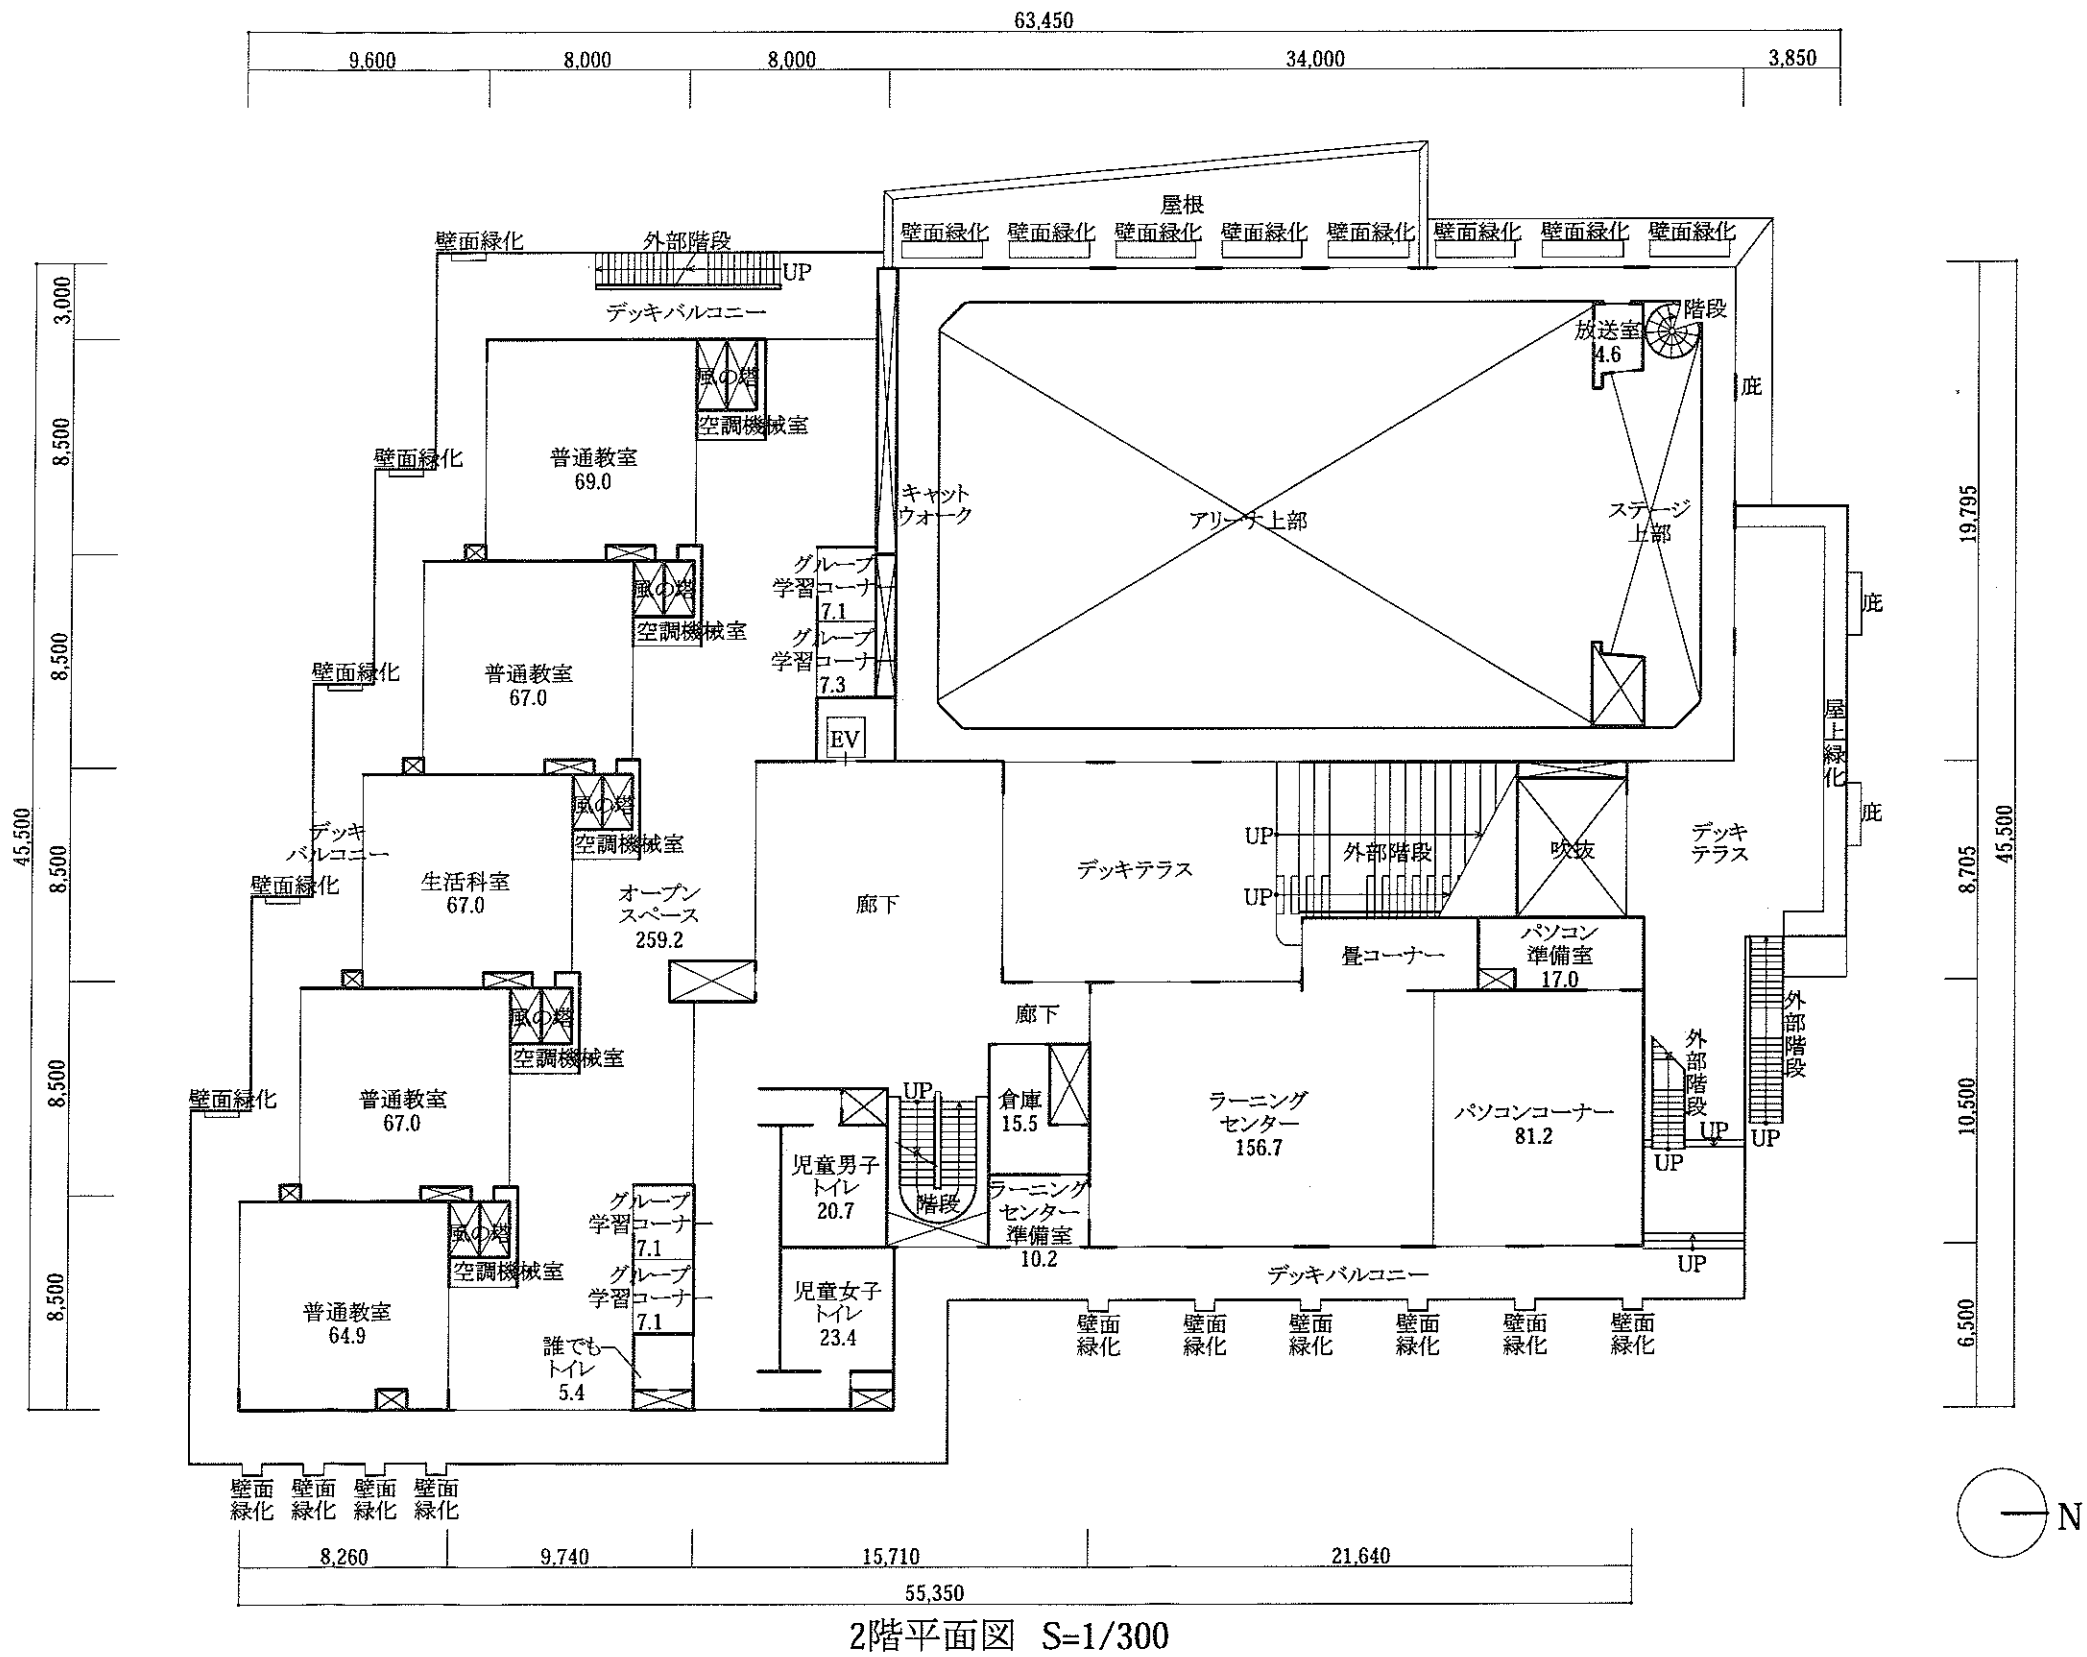 63,450
9,600
8,000
8,000
34,000
3,850
屋根
壁面緑化
壁面緑化
壁面緑化
壁面緑化
壁面緑化
壁面緑化
壁面緑化
壁面緑化
壁面緑化
外部階段
UP
デッキバルコニー
3,000
8,500
8,500
8,500
8,500
8,500
45,500
風の塔
空調機械室
普通教室
69.0
壁面緑化
キャット
ウォーク
アリーナ上部
放送室
4.6
階段
ステージ
上部
庇
19,795
8,705
10,500
6,500
45,500
グループ
学習コーナー
7.1
グループ
学習コーナー
7.3
風の塔
空調機械室
普通教室
67.0
壁面緑化
庇
屋上緑化
庇
EV
風の塔
空調機械室
デッキ
バルコニー
生活科室
67.0
壁面緑化
オープン
スペース
259.2
廊下
デッキテラス
UP
外部階段
UP
吹抜
デッキ
テラス
畳コーナー
パソコン
準備室
17.0
風の塔
空調機械室
普通教室
67.0
壁面緑化
廊下
UP
階段
倉庫
15.5
ラーニング
センター
156.7
パソコンコーナー
81.2
外部階段
外部階段
UP
UP
UP
UP
児童男子
トイレ
20.7
ラーニング
センター
準備室
10.2
グループ
学習コーナー
7.1
グループ
学習コーナー
7.1
風の塔
空調機械室
普通教室
64.9
誰でも
トイレ
5.4
児童女子
トイレ
23.4
デッキバルコニー
壁面
緑化
壁面
緑化
壁面
緑化
壁面
緑化
壁面
緑化
壁面
緑化
壁面
緑化
壁面
緑化
壁面
緑化
壁面
緑化
N
8,260
9,740
15,710
21,640
55,350
2階平面図 S=1/300